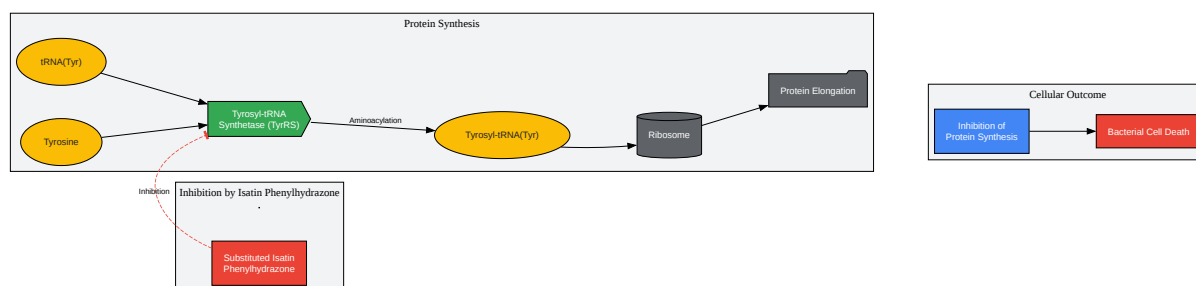 Protein Synthesis
tRNA(Tyr)
Tyrosine
Tyrosyl-tRNA
Synthetase (TyrRS)
Aminoacylation
Tyrosyl-tRNA(Tyr)
Ribosome
Protein Elongation
Inhibition
Inhibition by Isatin Phenylhydrazone
.
Substituted Isatin
Phenylhydrazone
Cellular Outcome
Inhibition of
Protein Synthesis
Bacterial Cell Death